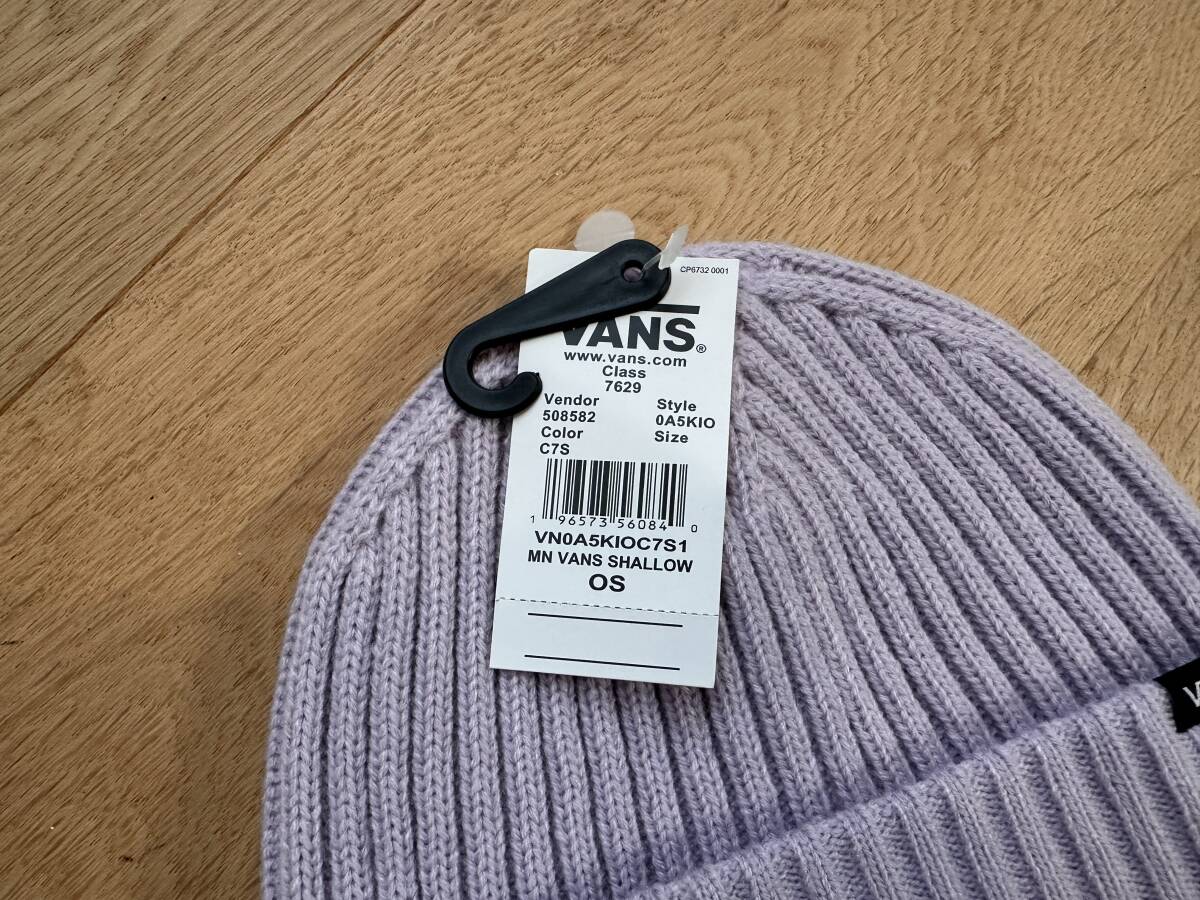 CP6732 0001
VANS®
www.vans.com
Class
7629
Vendor Style
508582 0A5KIO
Color Size
C7S
1 96573 56084 0
VN0A5KIOC7S1
MN VANS SHALLOW
OS